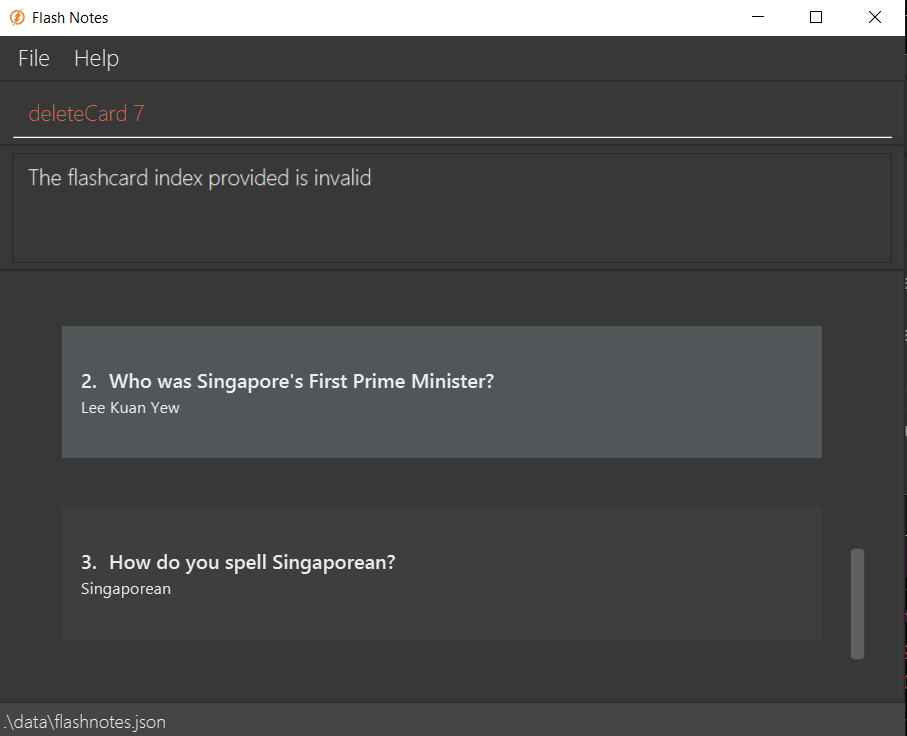 Flash Notes
File Help
deleteCard 7
The flashcard index provided is invalid
2. Who was Singapore's First Prime Minister?
Lee Kuan Yew
3. How do you spell Singaporean?
Singaporean
.\data\flashnotes.json